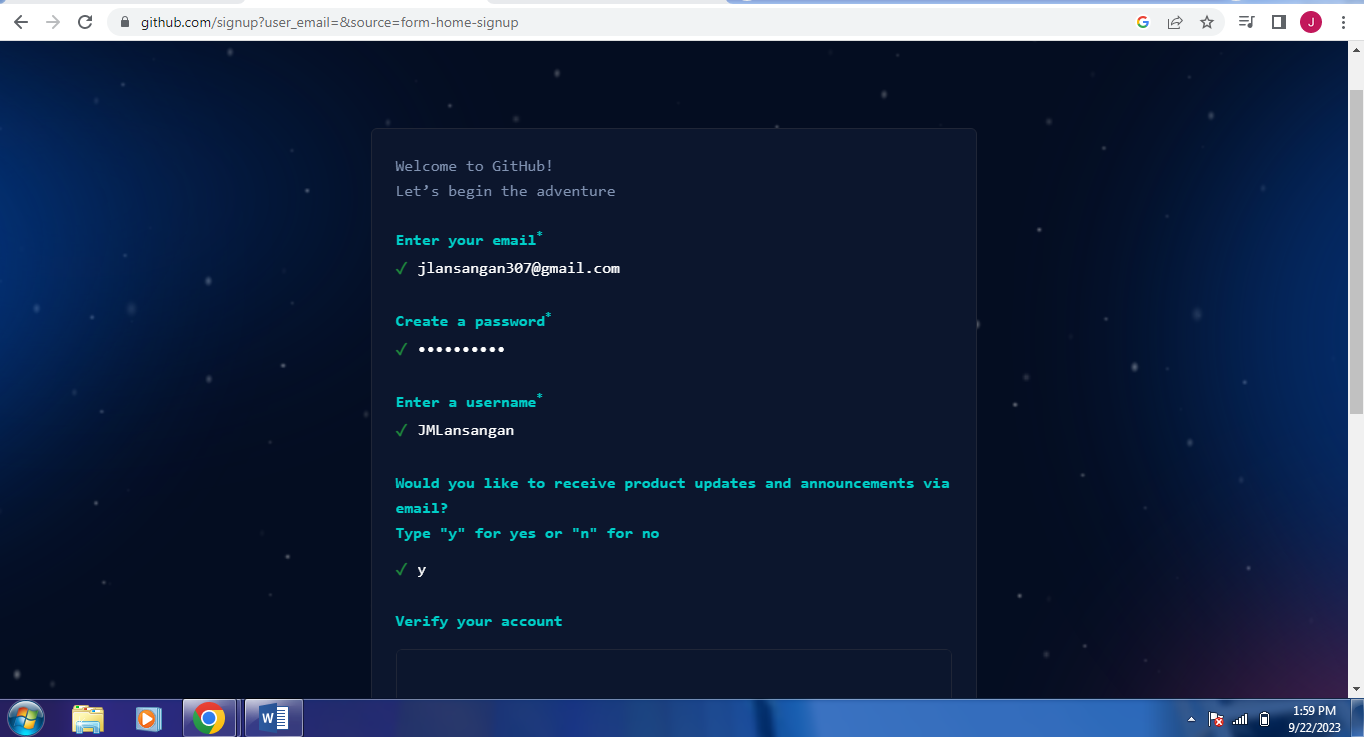 github.com/signup?user_email=&source=form-home-signup
J
Welcome to GitHub!
Let’s begin the adventure
Enter your email*
✓ jlansangan307@gmail.com
Create a password*
✓ ••••••••••
Enter a username*
✓ JMLansangan
Would you like to receive product updates and announcements via
email?
Type "y" for yes or "n" for no
✓ y
Verify your account
W
1:59 PM
9/22/2023